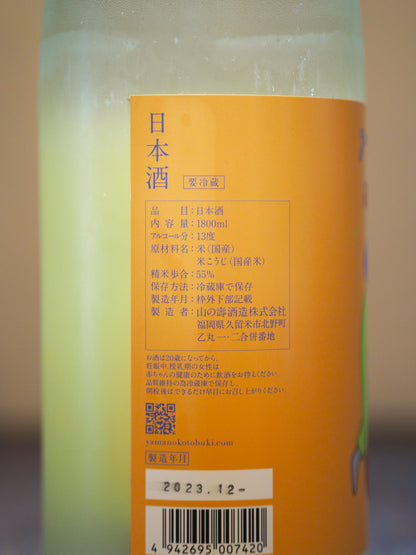 日本酒
要冷蔵
品　　目：日本酒
内 容 量：1800ml
アルコール分：13度
原材料名：米（国産）
米こうじ（国産米）
精米歩合：55%
保存方法：冷蔵庫で保存
製造年月：枠外下部記載
製 造 者：山の壽酒造株式会社
福岡県久留米市北野町
乙丸一・二合併番地
お酒は20歳になってから。
妊娠中、授乳期の女性は
赤ちゃんの健康のために飲酒をお控えください。
品質維持の為冷蔵庫で保存し、
開栓後はできるだけ早目にお召し上がりください。
yamanokotobuki.com
製造年月
2023.12-
4 942695 007420